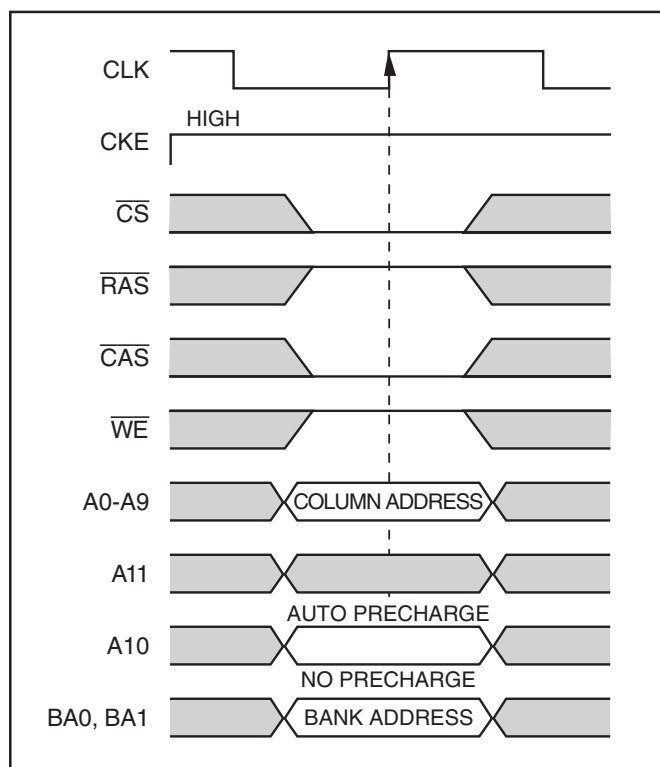 CLK
HIGH
CKE
CS
RAS
CAS
WE
A0-A9 COLUMN ADDRESS
A11
AUTO PRECHARGE
A10
NO PRECHARGE
BA0, BA1 BANK ADDRESS